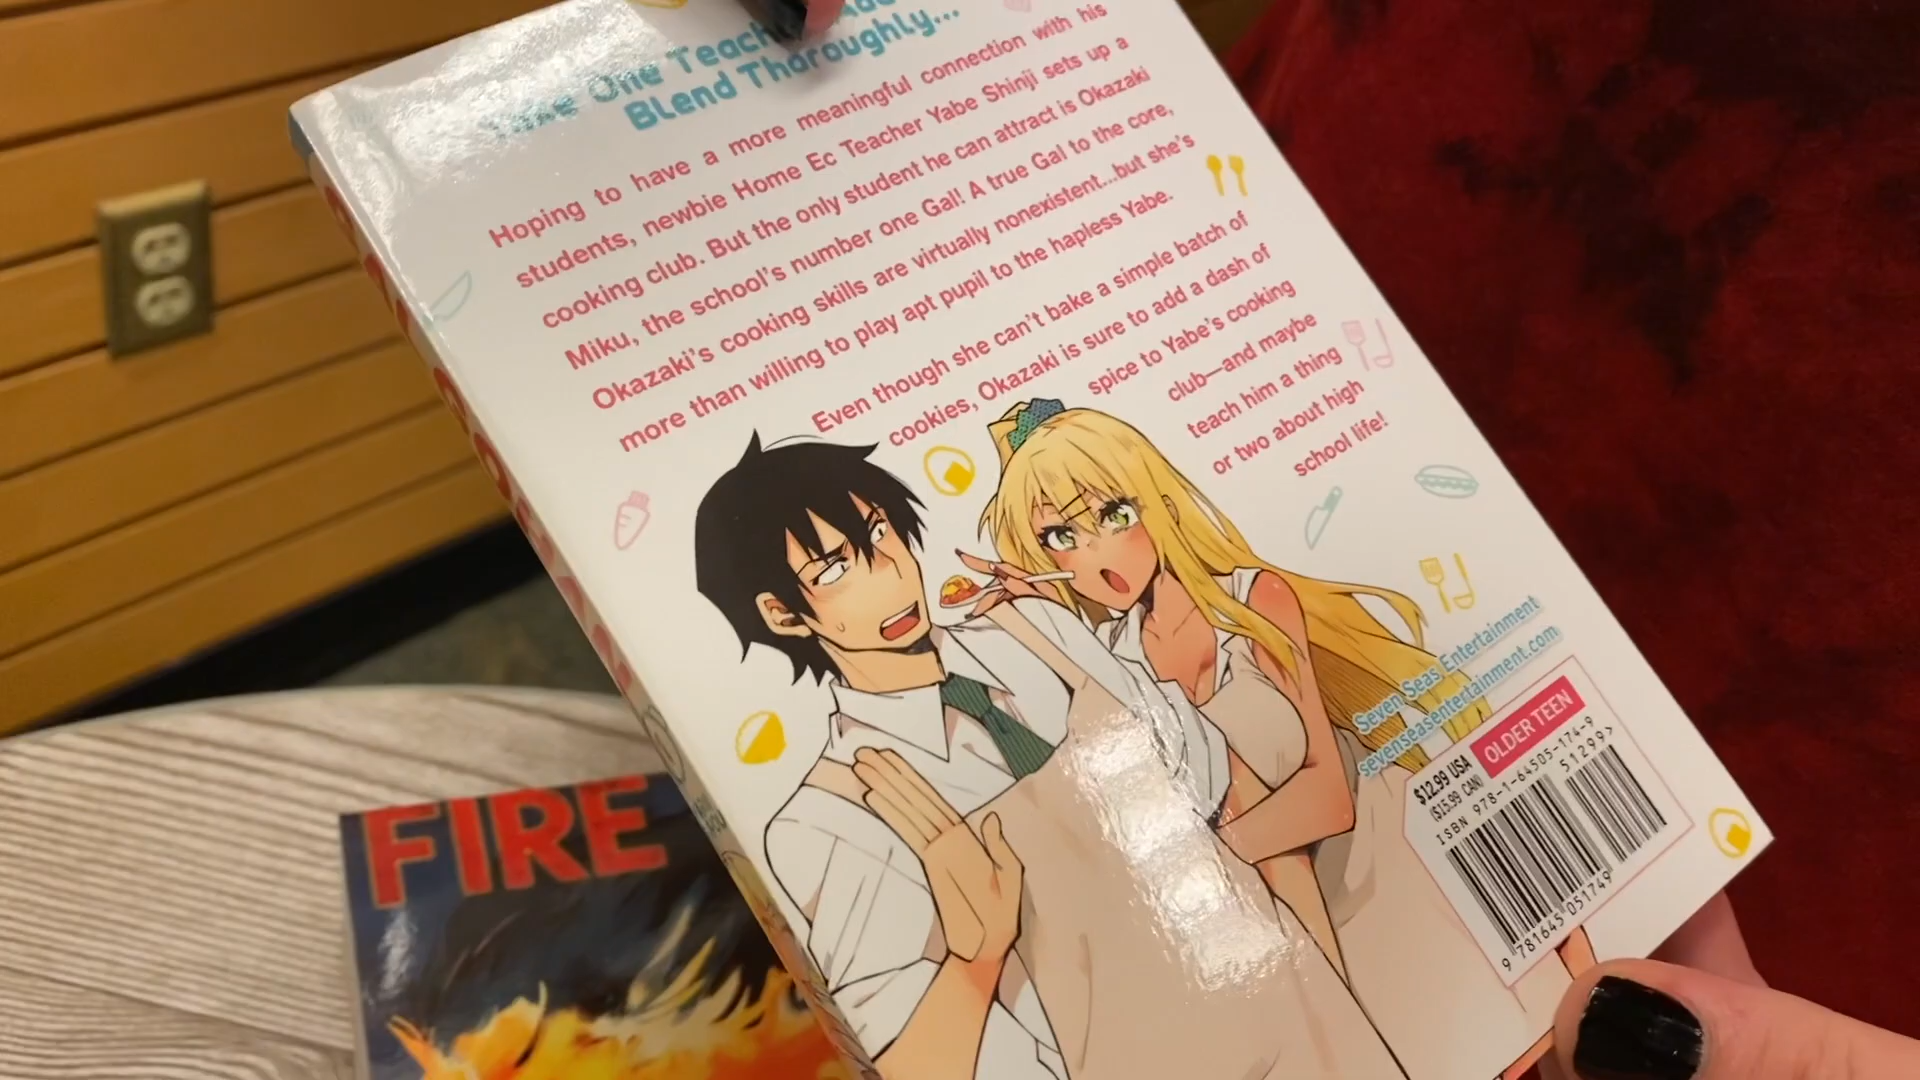 One Teacher
Blend Thoroughly...
Hoping to have a more meaningful connection with his
students, newbie Home Ec Teacher Yabe Shinji sets up a
cooking club. But the only student he can attract is Okazaki
Miku, the school's number one Gal! A true Gal to the core,
Okazaki's cooking skills are virtually nonexistent...but she's
more than willing to play apt pupil to the hapless Yabe.
Even though she can't bake a simple batch of
cookies, Okazaki is sure to add a dash of
spice to Yabe's cooking
club—and maybe
teach him a thing
or two about high
school life!
Seven Seas Entertainment
sevenseasentertainment.com
OLDER TEEN
$12.99 USA
($15.99 CAN)
ISBN 978-1-64505-174-9
51299>
9 781645 051749
FIRE